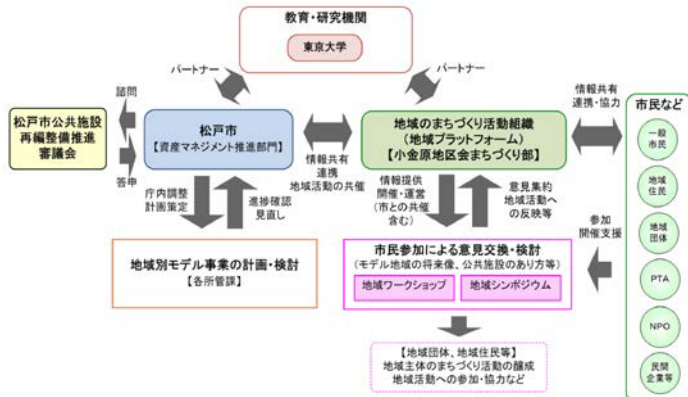 教育・研究機関
東京大学
パートナー
パートナー
諮問
松戸市公共施設
再編整備推進
審議会
答申
松戸市
【資産マネジメント推進部門】
情報共有
連携
地域活動の共催
地域のまちづくり活動組織
(地域プラットフォーム)
【小金原地区会まちづくり部】
情報共有
連携・協力
市民など
一般
市民
地域
住民
地域
団体
PTA
NPO
民間
企業等
庁内調整
計画策定
進捗確認
見直し
情報提供
開催・運営
(市との共催
含む)
意見集約
地域活動へ
の反映等
参加
開催支援
地域別モデル事業の計画・検討
【各所管課】
市民参加による意見交換・検討
(モデル地域の将来像、公共施設のあり方等)
地域ワークショップ
地域シンポジウム
【地域団体、地域住民等】
地域主体のまちづくり活動の醸成
地域活動への参加・協力など